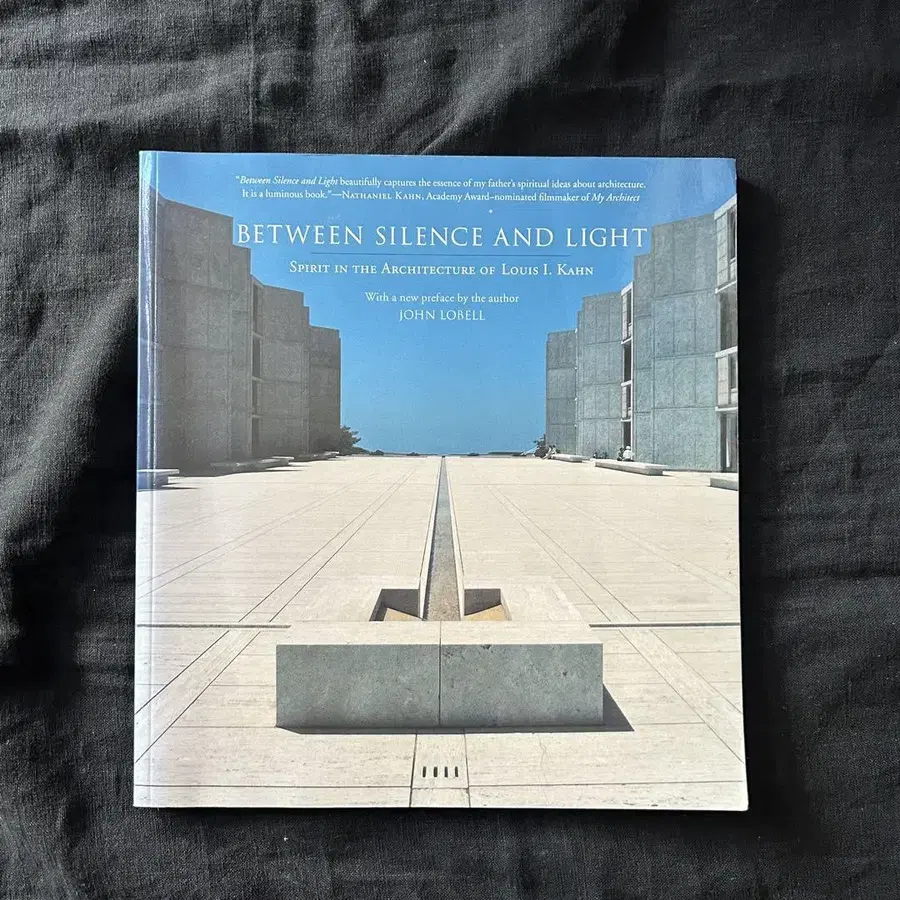 "Between Silence and Light beautifully captures the essence of my father's spiritual ideas about architecture.
It is a luminous book."—NATHANIEL KAHN, Academy Award–nominated filmmaker of My Architect
BETWEEN SILENCE AND LIGHT
SPIRIT IN THE ARCHITECTURE OF LOUIS I. KAHN
With a new preface by the author
JOHN LOBELL